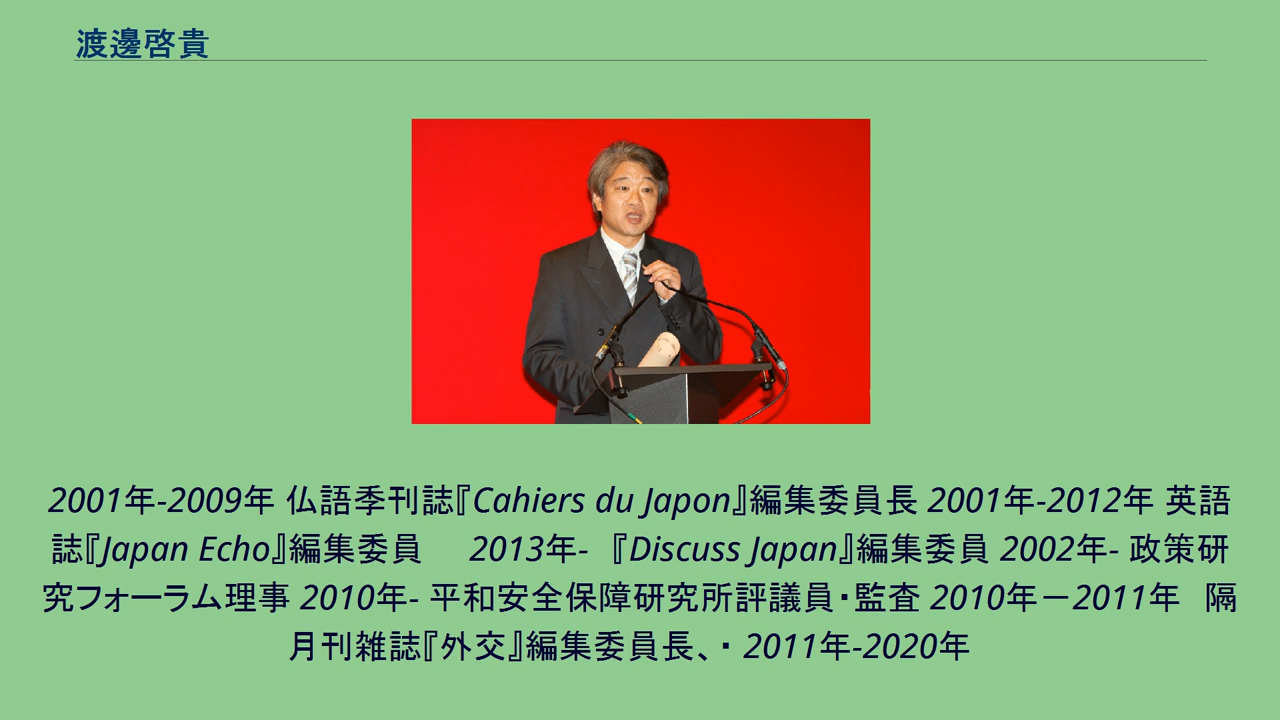 渡邊啓貴
2001年-2009年 仏語季刊誌『Cahiers du Japon』編集委員長 2001年-2012年 英語
誌『Japan Echo』編集委員　 2013年- 『Discuss Japan』編集委員 2002年- 政策研
究フォーラム理事 2010年- 平和安全保障研究所評議員・監査 2010年－2011年　隔
月刊雑誌『外交』編集委員長、・ 2011年-2020年